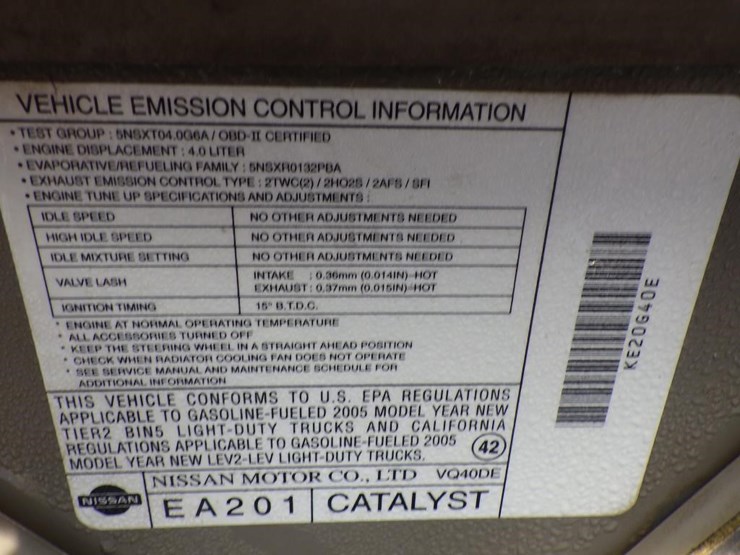 VEHICLE EMISSION CONTROL INFORMATION
• TEST GROUP : 5NSXT04.0G6A / OBD-II CERTIFIED
• ENGINE DISPLACEMENT : 4.0 LITER
• EVAPORATIVE/REFUELING FAMILY : 5NSXR0132PBA
• EXHAUST EMISSION CONTROL TYPE : 2TWC(2) / 2HO2S / 2AFS / SFI
• ENGINE TUNE UP SPECIFICATIONS AND ADJUSTMENTS :
IDLE SPEED NO OTHER ADJUSTMENTS NEEDED
HIGH IDLE SPEED NO OTHER ADJUSTMENTS NEEDED
IDLE MIXTURE SETTING NO OTHER ADJUSTMENTS NEEDED
VALVE LASH INTAKE : 0.36mm (0.014IN)-HOT
EXHAUST : 0.37mm (0.015IN)-HOT
IGNITION TIMING 15° B.T.D.C.
* ENGINE AT NORMAL OPERATING TEMPERATURE
* ALL ACCESSORIES TURNED OFF
* KEEP THE STEERING WHEEL IN A STRAIGHT AHEAD POSITION
* CHECK WHEN RADIATOR COOLING FAN DOES NOT OPERATE
* SEE SERVICE MANUAL AND MAINTENANCE SCHEDULE FOR
ADDITIONAL INFORMATION
THIS VEHICLE CONFORMS TO U.S. EPA REGULATIONS
APPLICABLE TO GASOLINE-FUELED 2005 MODEL YEAR NEW
TIER2 BIN5 LIGHT-DUTY TRUCKS AND CALIFORNIA
REGULATIONS APPLICABLE TO GASOLINE-FUELED 2005
MODEL YEAR NEW LEV2-LEV LIGHT-DUTY TRUCKS.
42
NISSAN MOTOR CO., LTD VQ40DE
NISSAN
EA201 CATALYST
KE20G40E